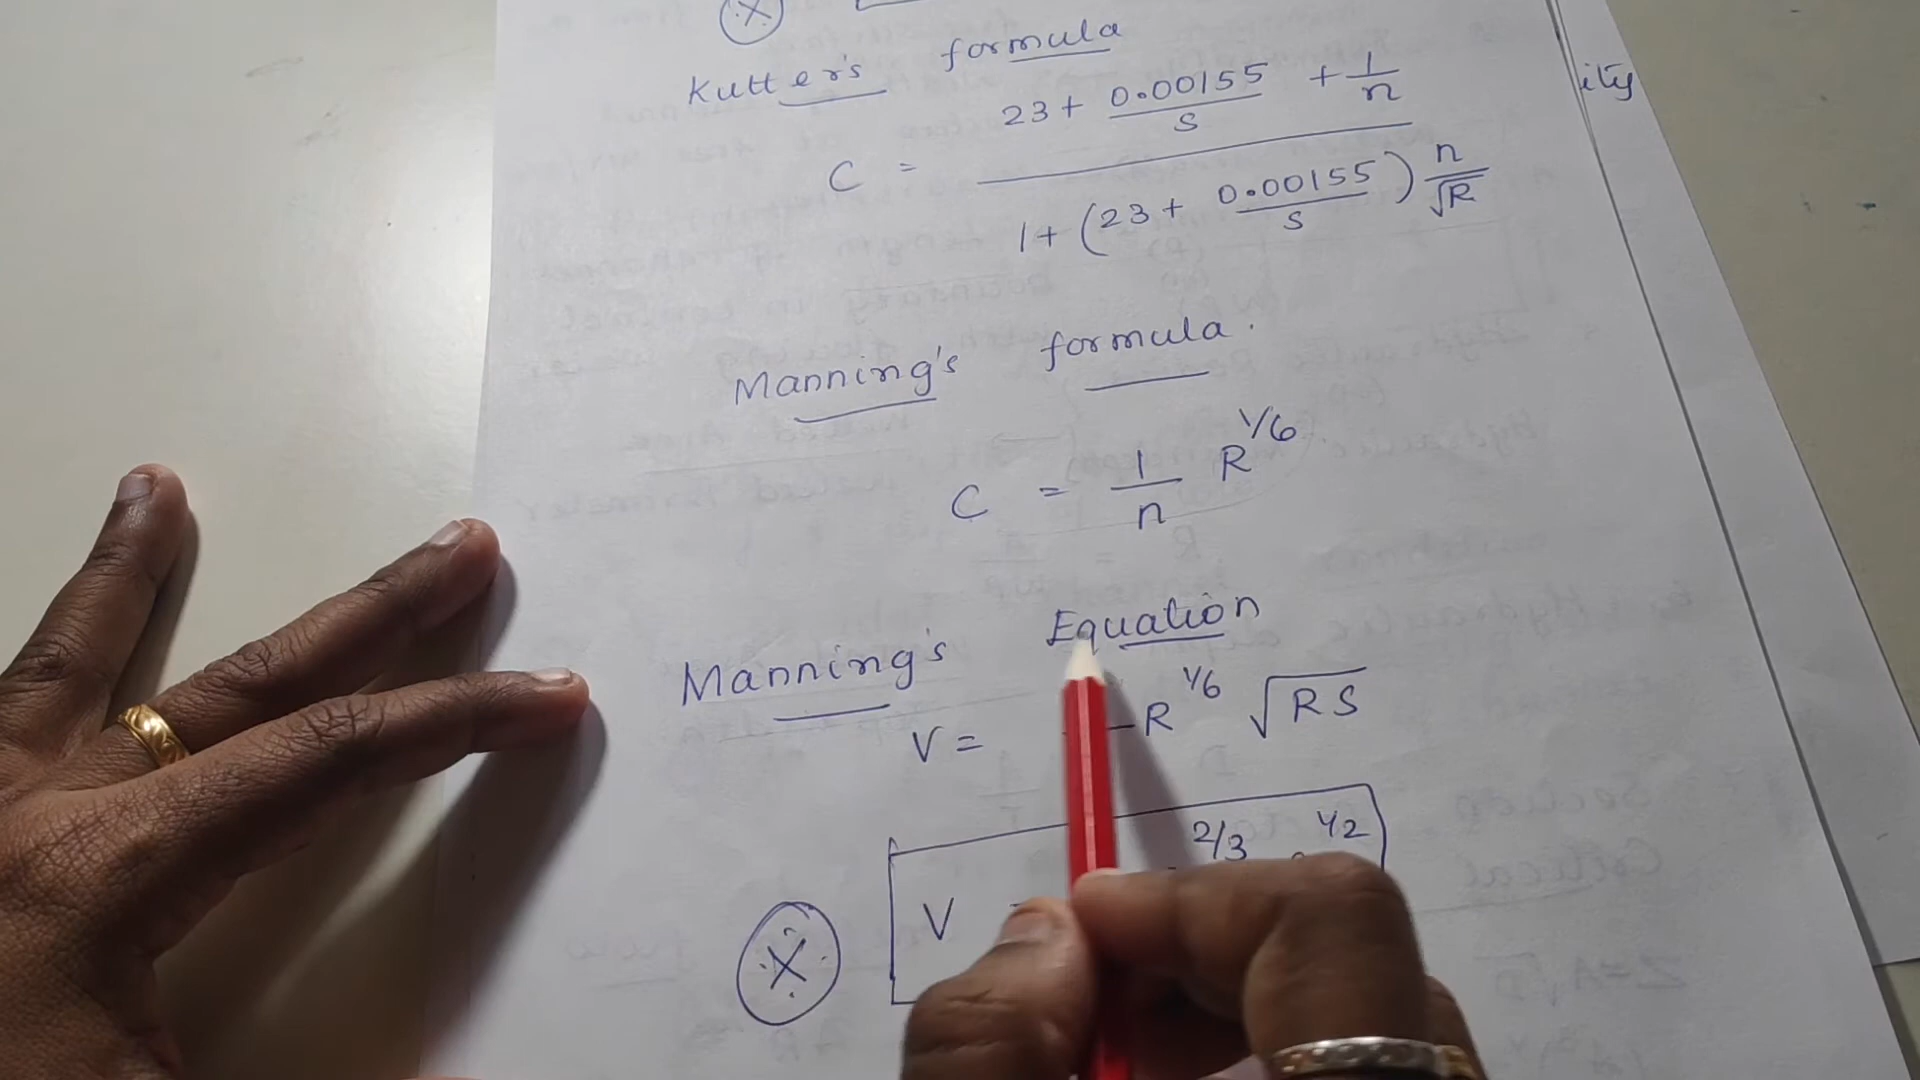 Kutter's formula
C = (23 + 0.00155/S + 1/n) / (1 + (23 + 0.00155/S) n/√R)
Manning's formula.
C = 1/n R^1/6
Manning's Equation
V = R^1/6 √RS
V 2/3 1/2
ity